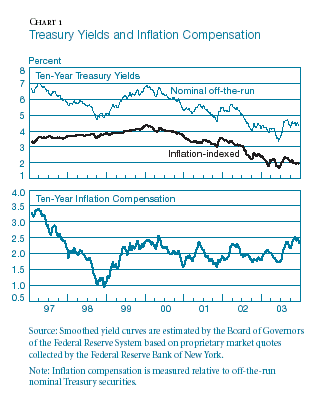 CHART 1
Treasury Yields and Inflation Compensation
Percent
8
Ten-Year Treasury Yields
7
Nominal off-the-run
6
5
4
3
Inflation-indexed
2
1
4.0
Ten-Year Inflation Compensation
3.5
3.0
2.5
2.0
1.5
1.0
0.5
97 98 99 00 01 02 03
Source: Smoothed yield curves are estimated by the Board of Governors
of the Federal Reserve System based on proprietary market quotes
collected by the Federal Reserve Bank of New York.
Note: Inflation compensation is measured relative to off-the-run
nominal Treasury securities.